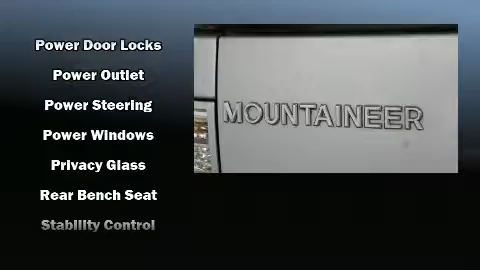 Power Door Locks
Power Outlet
Power Steering
Power Windows
Privacy Glass
Rear Bench Seat
Stability Control
MOUNTAINEER